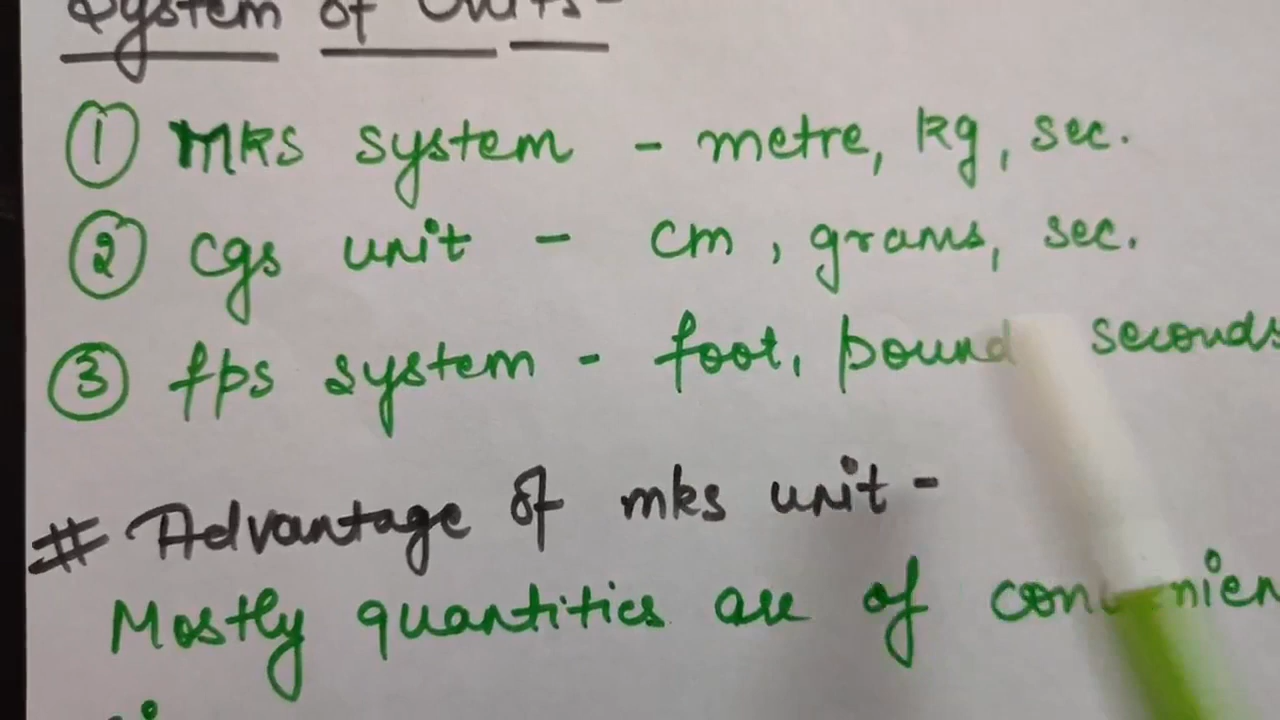 System of Units-
① MKS system - metre, kg, sec.
② cgs unit - cm, grams, sec.
③ fps system - foot, pound seconds
# Advantage of mks unit -
Mostly quantities are of